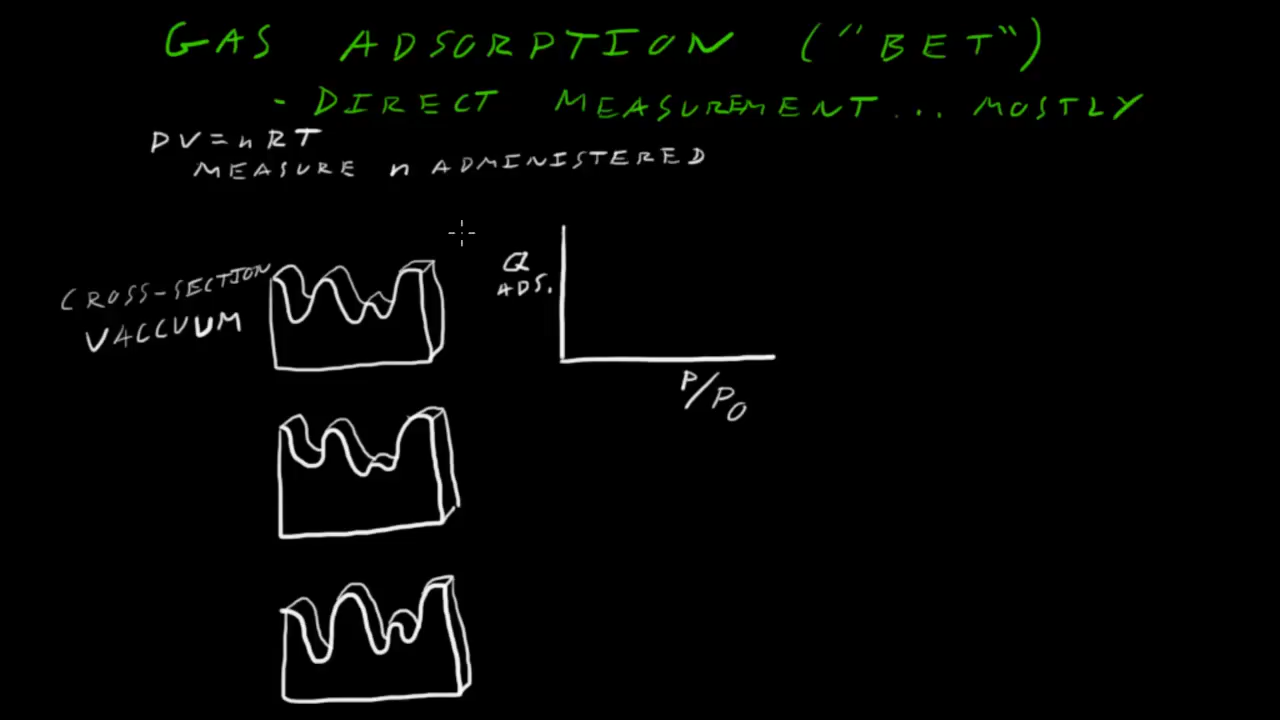 GAS ADSORPTION ("BET")
- DIRECT MEASUREMENT... MOSTLY
PV=nRT
MEASURE n ADMINISTERED
CROSS-SECTION
VACCUUM
Q
ADS.
P/P0